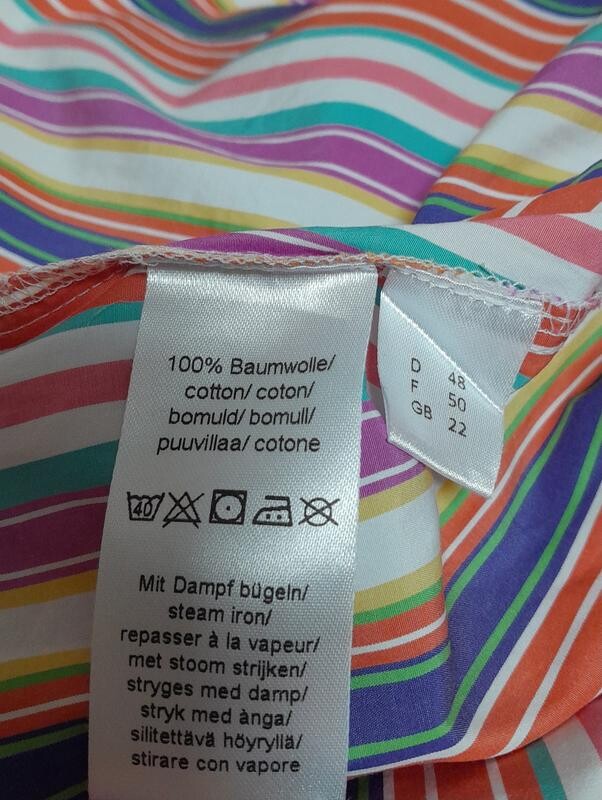 100% Baumwolle/
cotton/ coton/
bomuld/ bomull/
puuvillaa/ cotone
40
Mit Dampf bügeln/
steam iron/
repasser à la vapeur/
met stoom strijken/
stryges med damp/
stryk med ànga/
silitettävä höyryllä/
stirare con vapore
D 48
F 50
GB 22